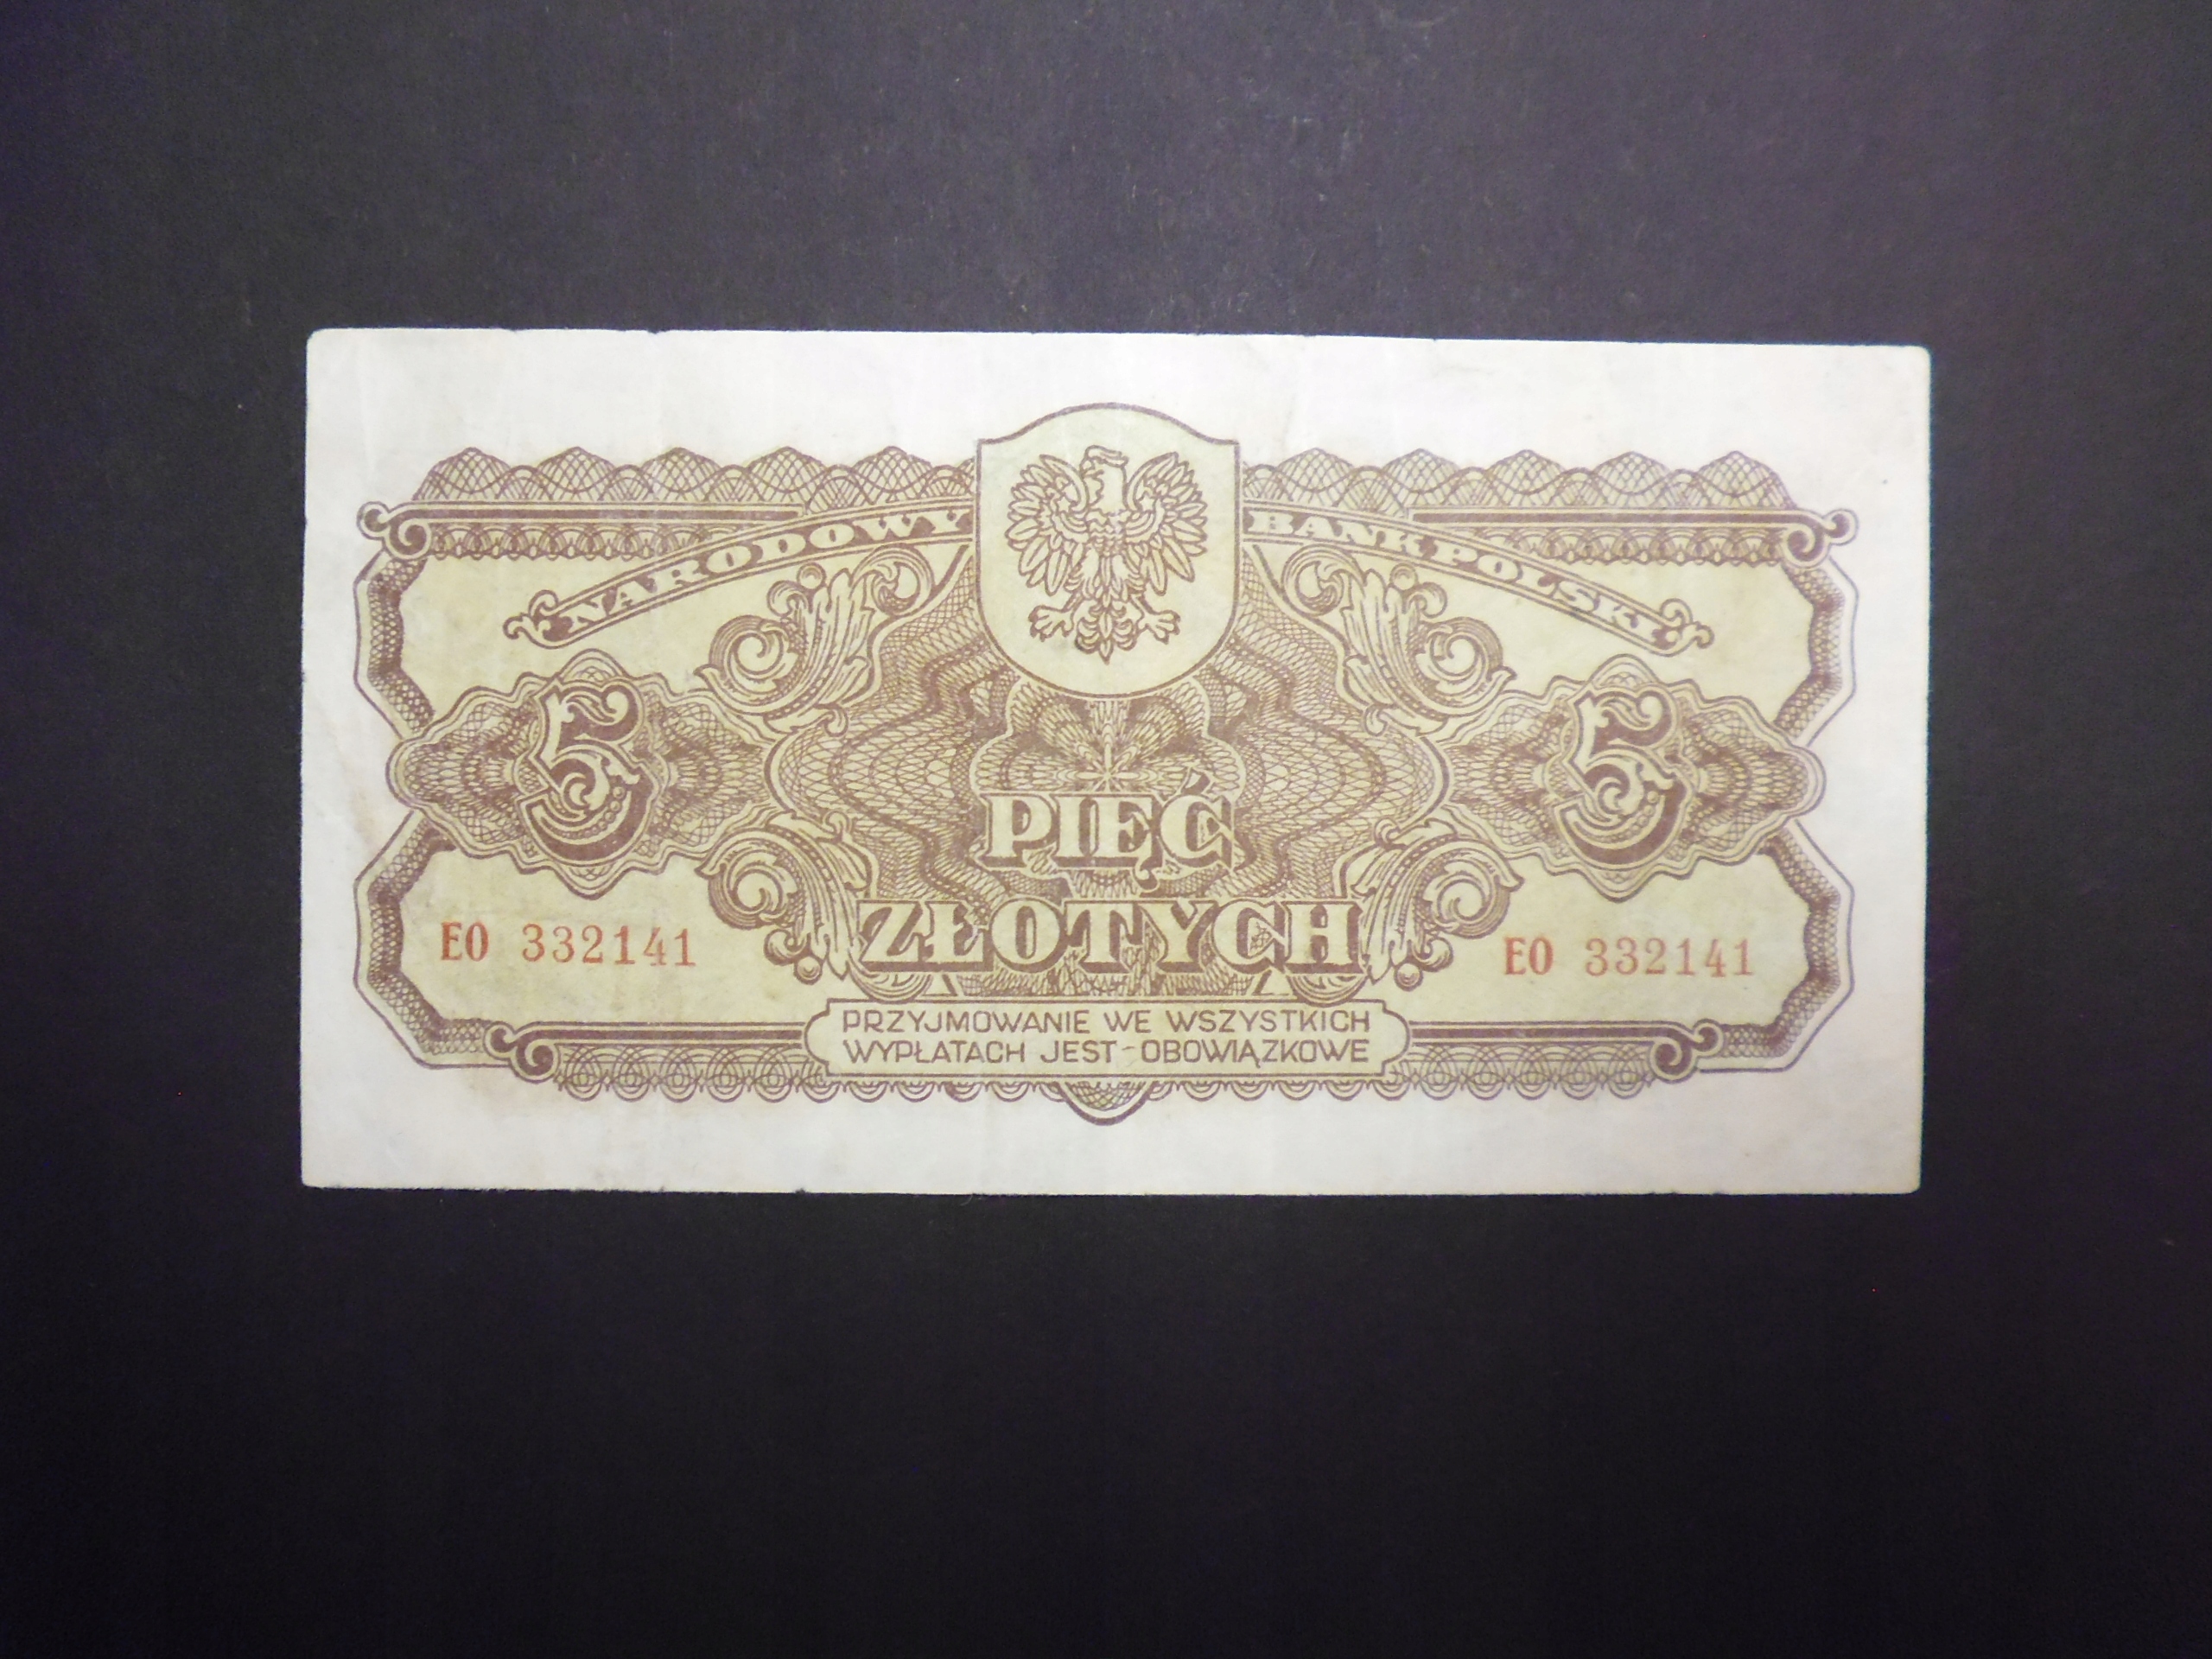 NARODOWY BANK POLSKI
5
5
PIĘĆ
ZŁOTYCH
EO 332141
EO 332141
PRZYJMOWANIE WE WSZYSTKICH
WYPŁATACH JEST-OBOWIĄZKOWE